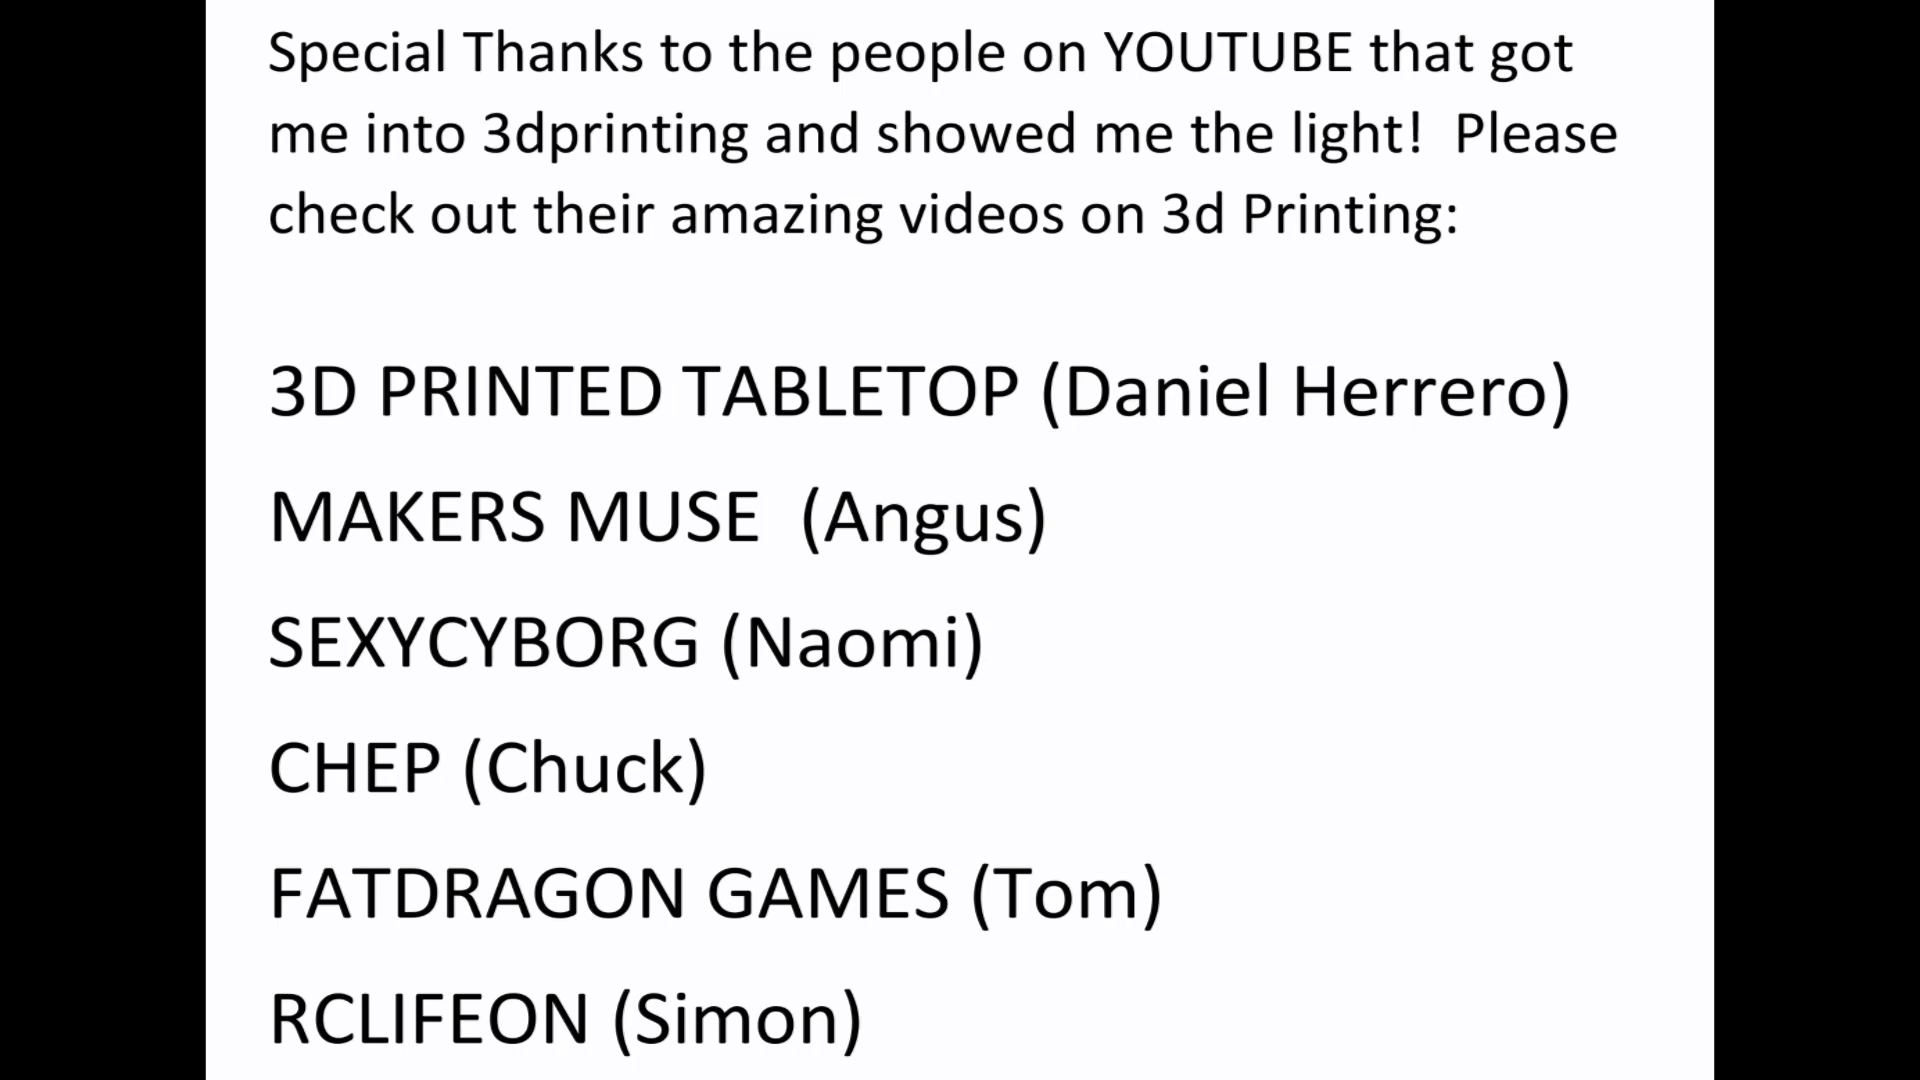 Special Thanks to the people on YOUTUBE that got
me into 3dprinting and showed me the light!  Please
check out their amazing videos on 3d Printing:
3D PRINTED TABLETOP (Daniel Herrero)
MAKERS MUSE  (Angus)
SEXYCYBORG (Naomi)
CHEP (Chuck)
FATDRAGON GAMES (Tom)
RCLIFEON (Simon)